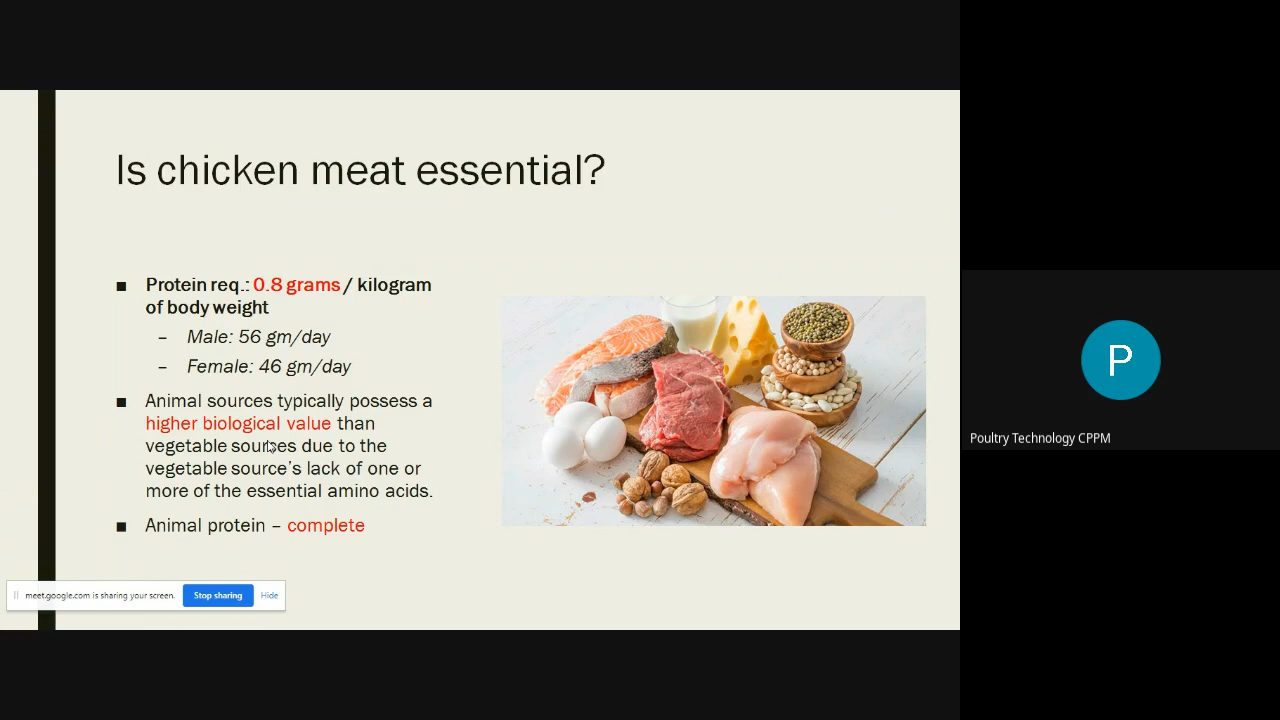 Is chicken meat essential?
■ Protein req.: 0.8 grams / kilogram
of body weight
– Male: 56 gm/day
– Female: 46 gm/day
■ Animal sources typically possess a
higher biological value than
vegetable sources due to the
vegetable source's lack of one or
more of the essential amino acids.
■ Animal protein – complete
meet.google.com is sharing your screen. Stop sharing Hide
P
Poultry Technology CPPM